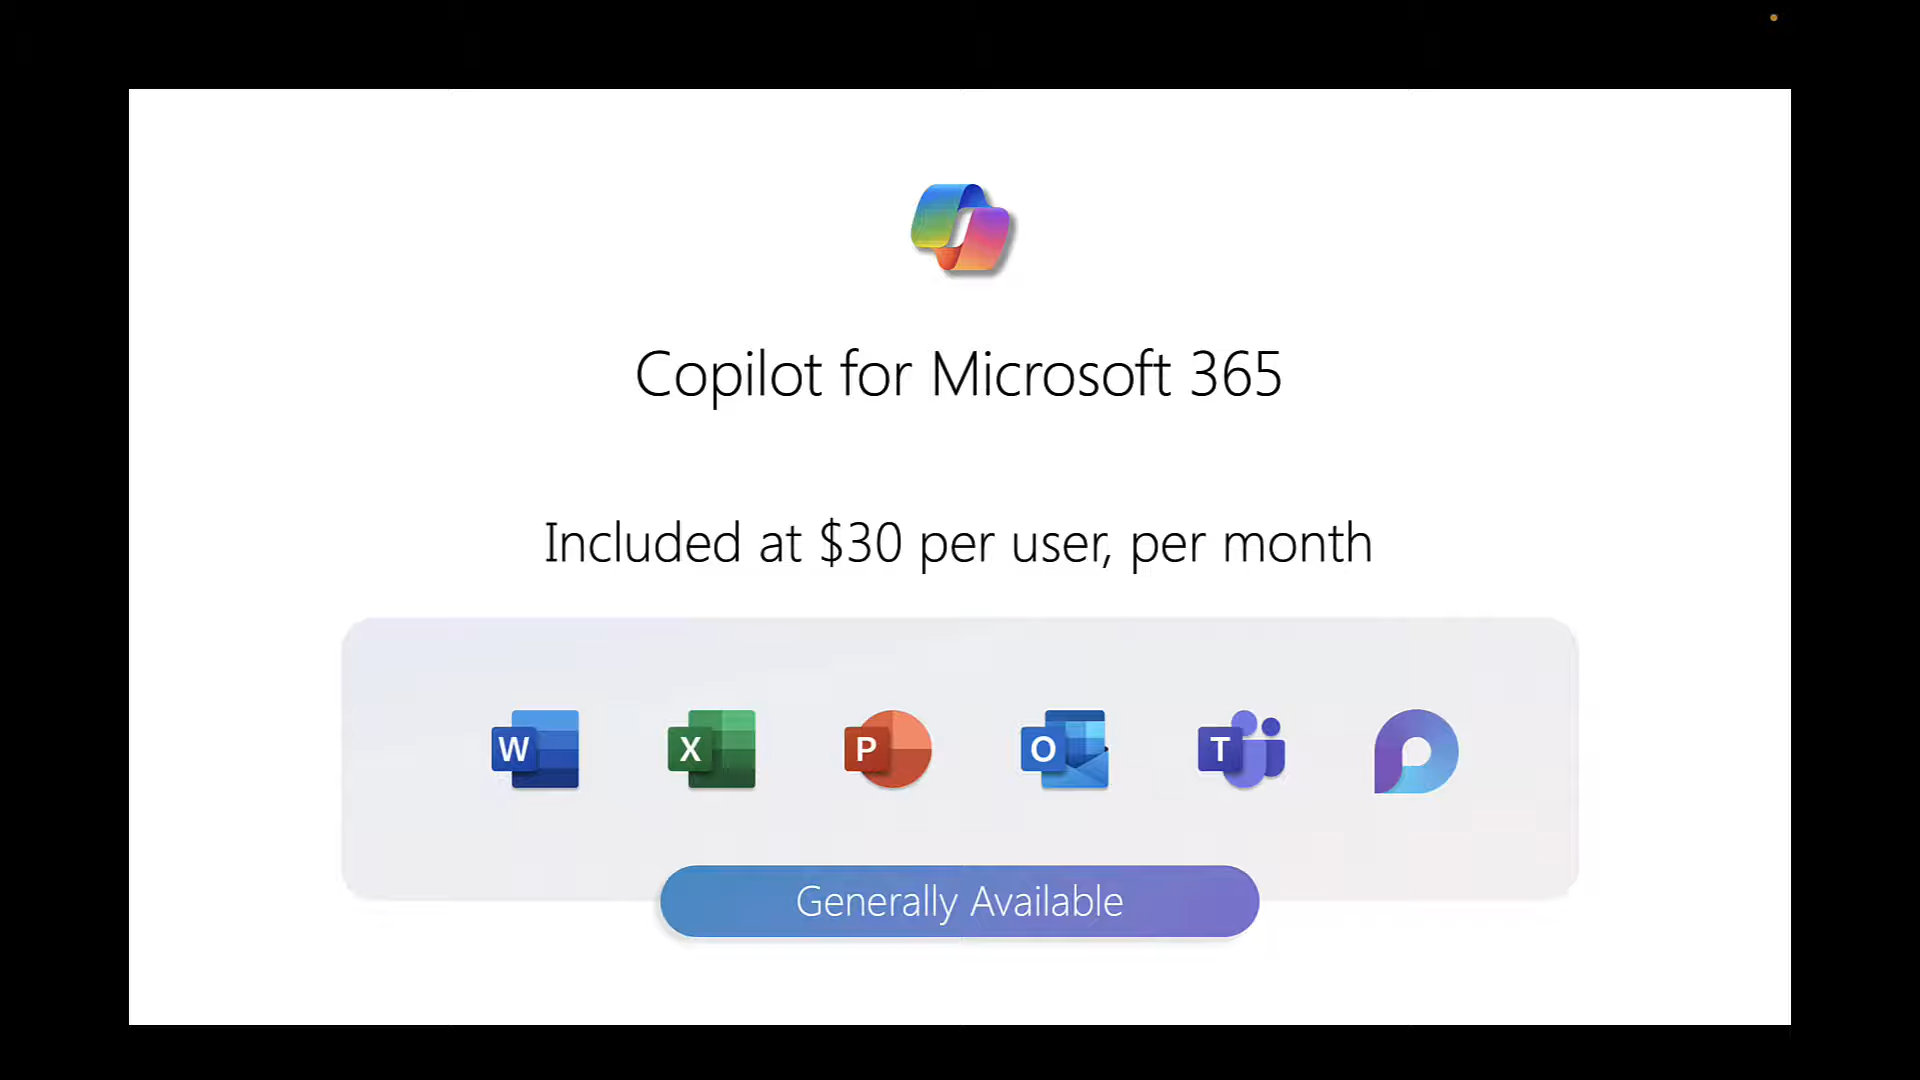 Copilot for Microsoft 365
Included at $30 per user, per month
W X P O T
Generally Available